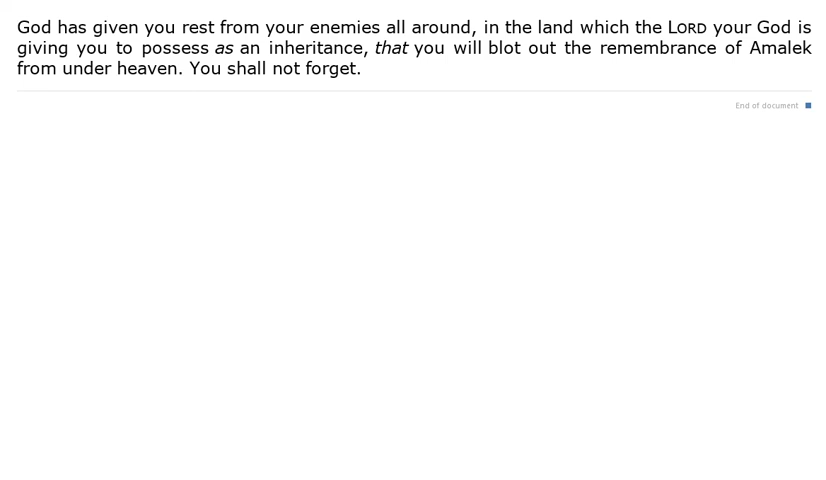 God has given you rest from your enemies all around, in the land which the LORD your God is
giving you to possess as an inheritance, that you will blot out the remembrance of Amalek
from under heaven. You shall not forget.
End of document